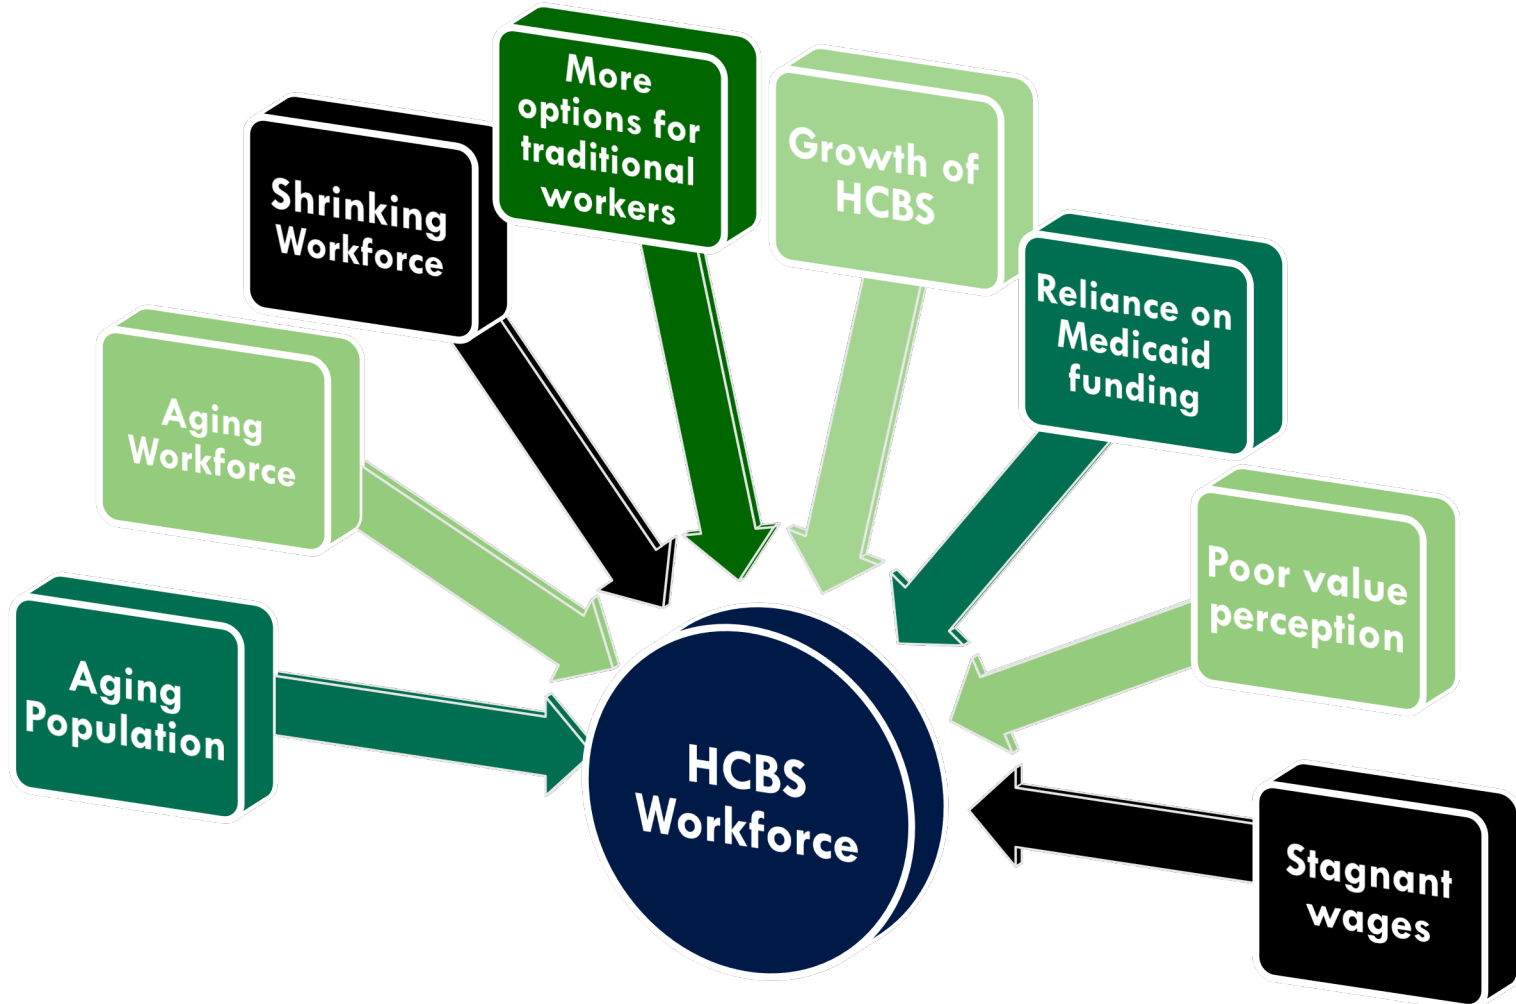 More
options for
traditional
workers
Growth of
HCBS
Shrinking
Workforce
Reliance on
Medicaid
funding
Aging
Workforce
Poor value
perception
Aging
Population
HCBS
Workforce
Stagnant
wages